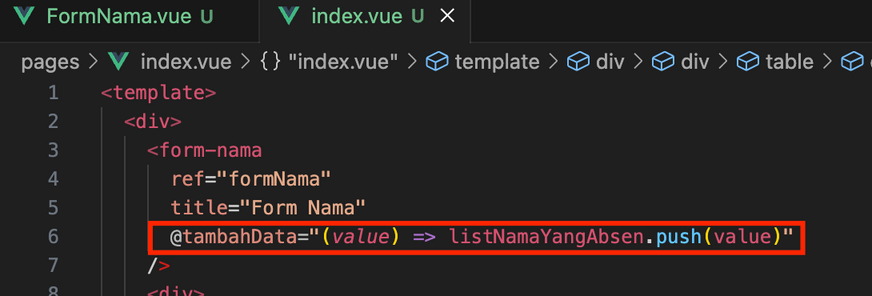 FormNama.vue U index.vue U
pages > index.vue > {} "index.vue" > template > div > div > table >
1 <template>
2 <div>
3 <form-nama
4 ref="formNama"
5 title="Form Nama"
6 @tambahData="(value) => listNamaYangAbsen.push(value)"
7 />
8 <div>